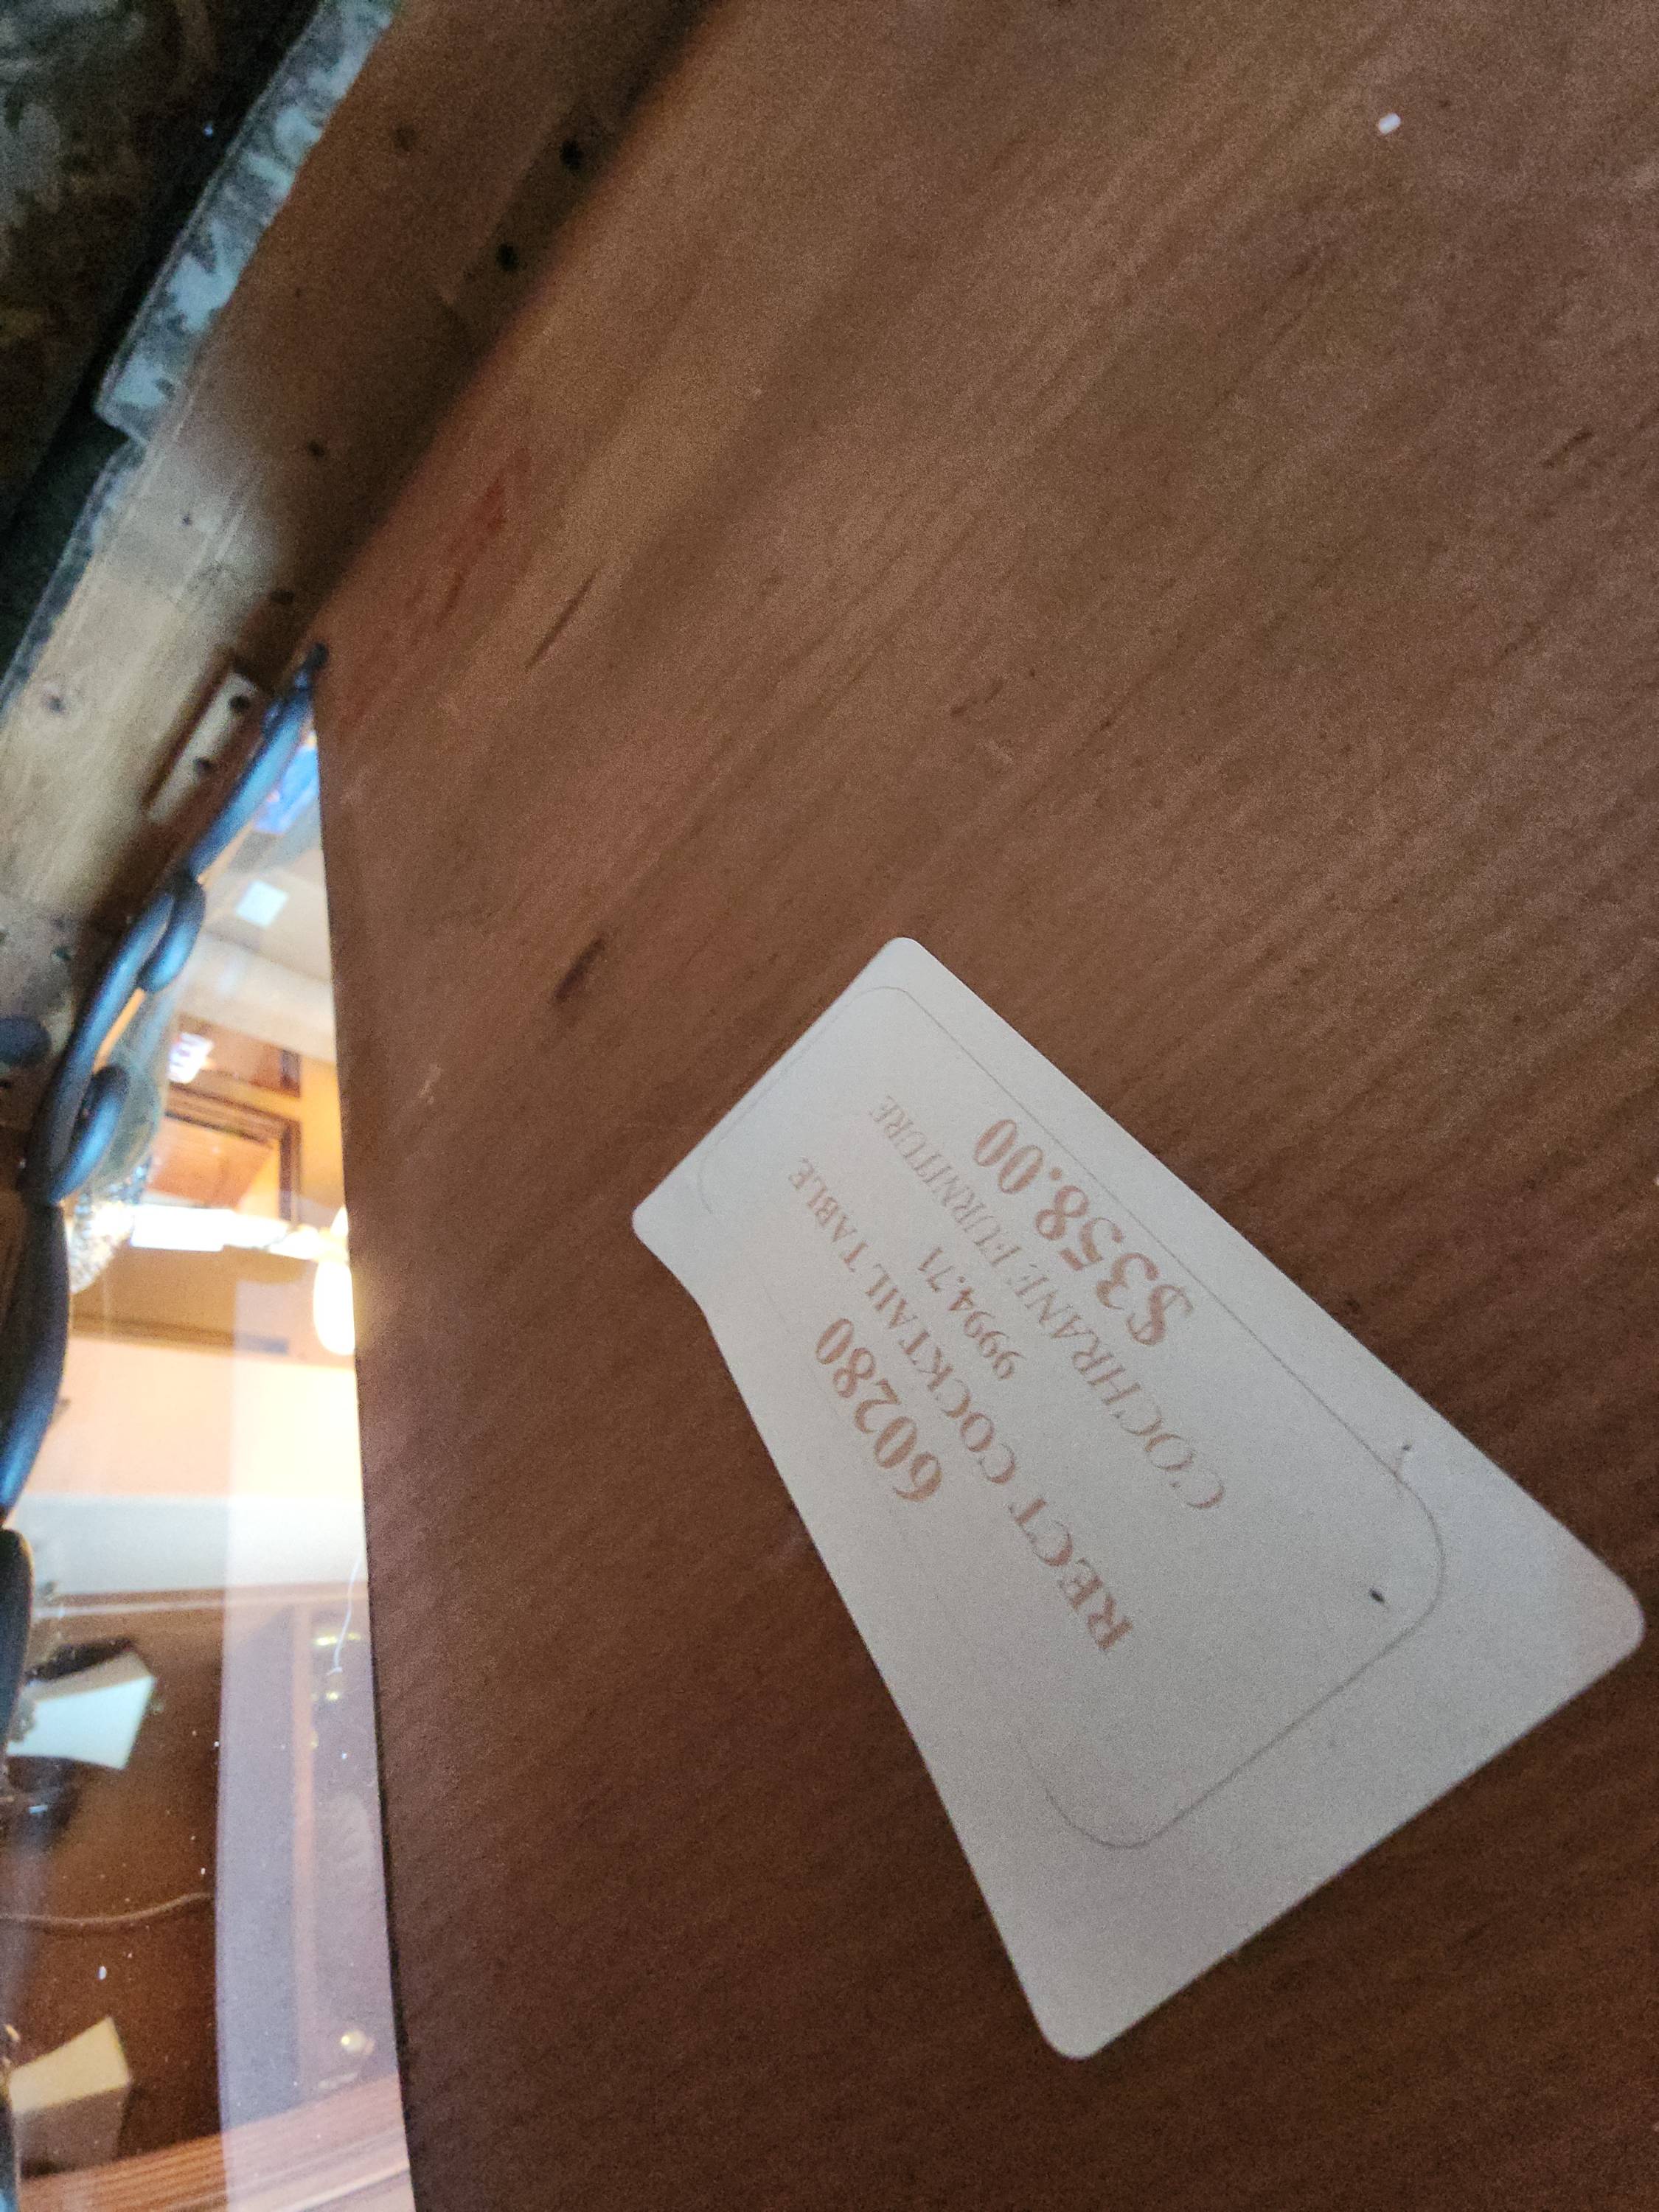 60280
RECT COCKTAIL TABLE
9994.71
COCHRANE FURNITURE
$358.00